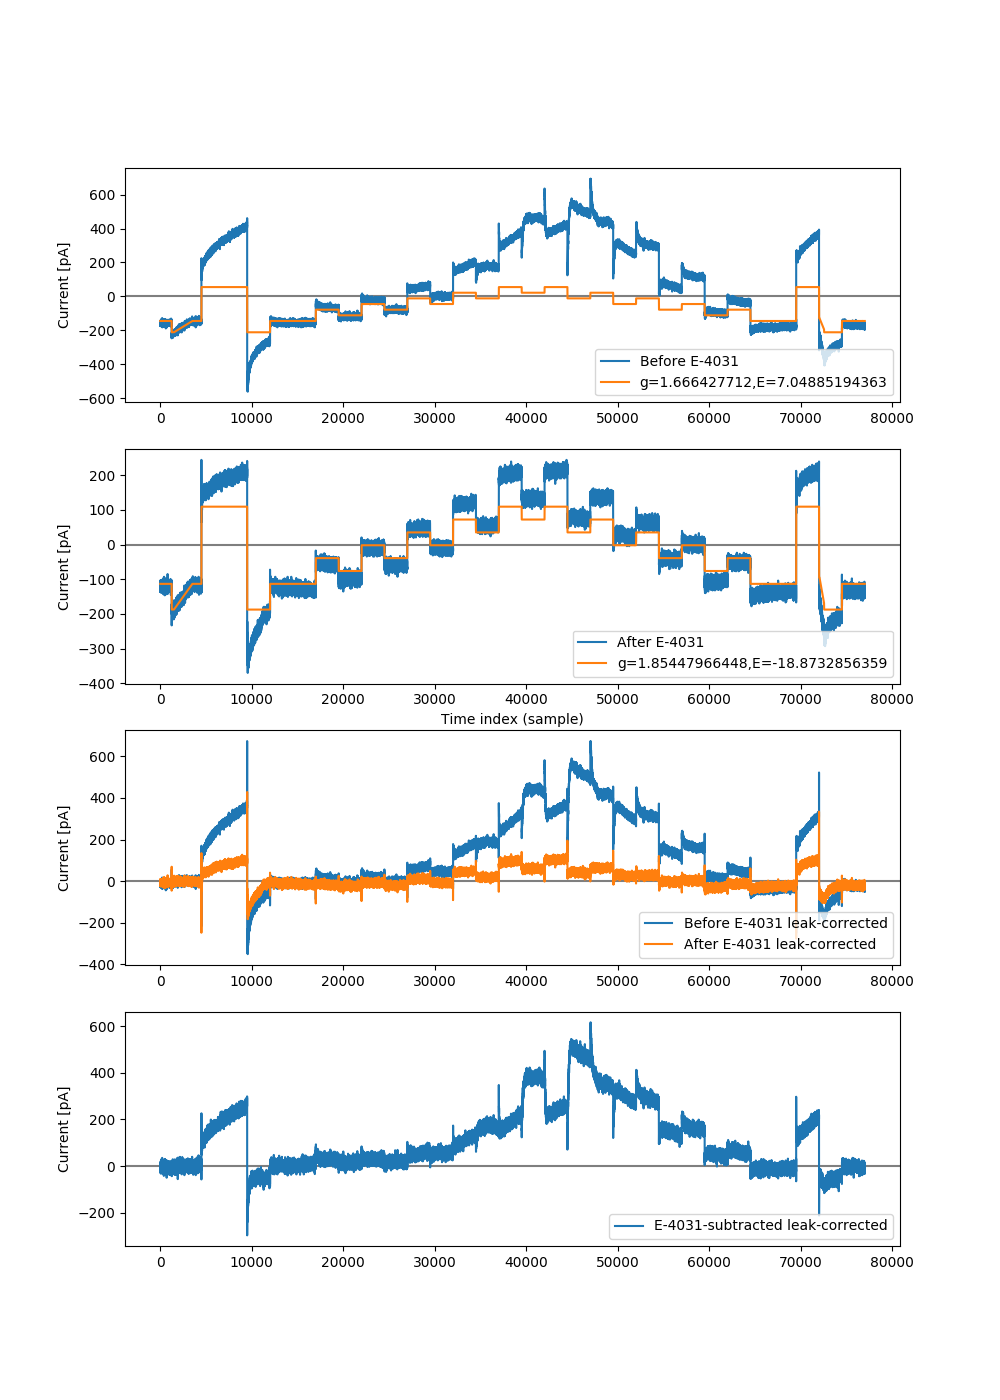 600
400
200
0
−200
−400
−600
Current [pA]
Before E-4031
g=1.666427712,E=7.04885194363
0 10000 20000 30000 40000 50000 60000 70000 80000
200
100
0
−100
−200
−300
−400
Current [pA]
After E-4031
g=1.85447966448,E=-18.8732856359
0 10000 20000 30000 40000 50000 60000 70000 80000
Time index (sample)
600
400
200
0
−200
−400
Current [pA]
Before E-4031 leak-corrected
After E-4031 leak-corrected
0 10000 20000 30000 40000 50000 60000 70000 80000
600
400
200
0
−200
Current [pA]
E-4031-subtracted leak-corrected
0 10000 20000 30000 40000 50000 60000 70000 80000